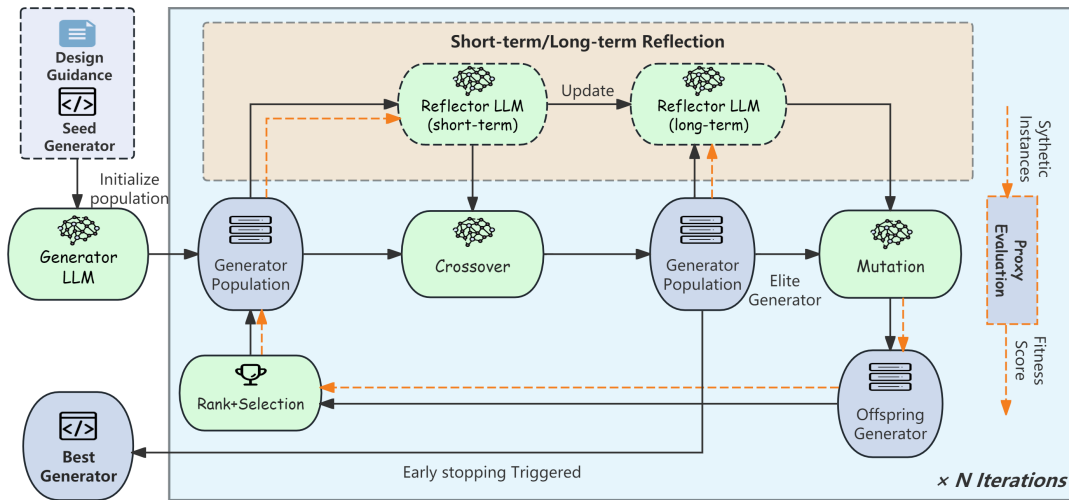 Design
Guidance
Seed
Generator
Initialize
population
Generator
LLM
Short-term/Long-term Reflection
Reflector LLM
(short-term)
Update
Reflector LLM
(long-term)
Generator
Population
Crossover
Generator
Population
Elite
Generator
Mutation
Sythetic
Instances
Proxy
Evaluation
Fitness
Score
Rank+Selection
Offspring
Generator
Best
Generator
Early stopping Triggered
× N Iterations